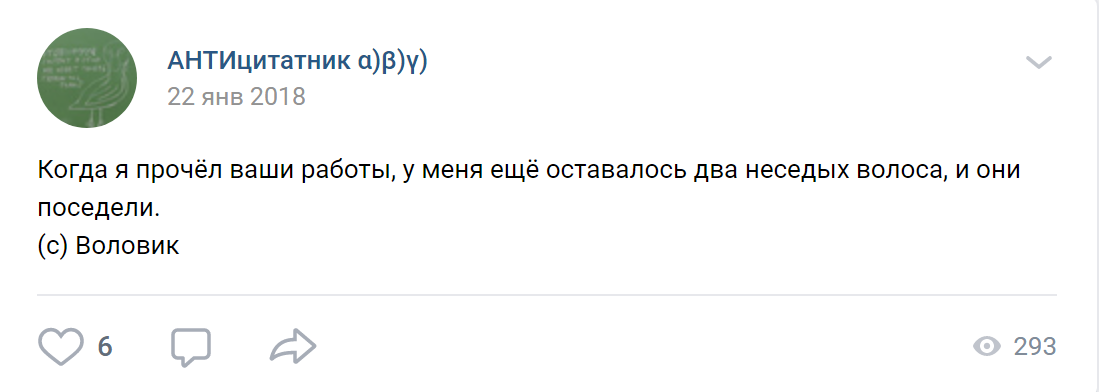 АНТИцитатник α)β)γ)
22 янв 2018
Когда я прочёл ваши работы, у меня ещё оставалось два неседых волоса, и они
поседели.
(с) Воловик
6
293